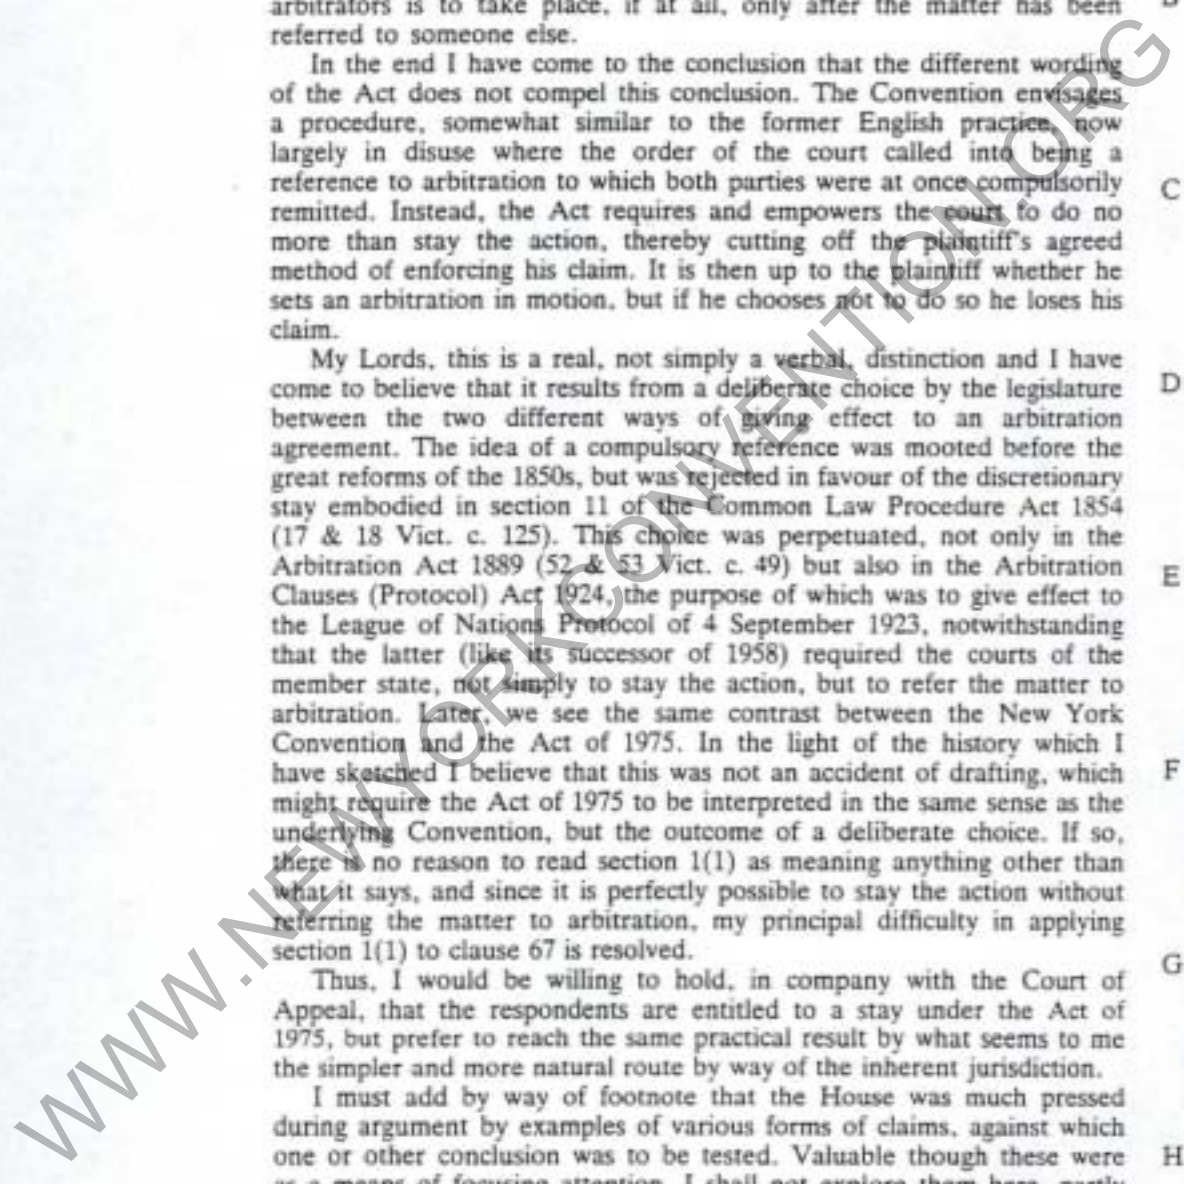 arbitrators is to take place, if at all, only after the matter has been
referred to someone else.
In the end I have come to the conclusion that the different wording
of the Act does not compel this conclusion. The Convention envisages
a procedure, somewhat similar to the former English practice, now
largely in disuse where the order of the court called into being a
reference to arbitration to which both parties were at once compulsorily
remitted. Instead, the Act requires and empowers the court to do no
more than stay the action, thereby cutting off the plaintiff's agreed
method of enforcing his claim. It is then up to the plaintiff whether he
sets an arbitration in motion, but if he chooses not to do so he loses his
claim.
My Lords, this is a real, not simply a verbal, distinction and I have
come to believe that it results from a deliberate choice by the legislature
between the two different ways of giving effect to an arbitration
agreement. The idea of a compulsory reference was mooted before the
great reforms of the 1850s, but was rejected in favour of the discretionary
stay embodied in section 11 of the Common Law Procedure Act 1854
(17 & 18 Vict. c. 125). This choice was perpetuated, not only in the
Arbitration Act 1889 (52 & 53 Vict. c. 49) but also in the Arbitration
Clauses (Protocol) Act 1924, the purpose of which was to give effect to
the League of Nations Protocol of 4 September 1923, notwithstanding
that the latter (like its successor of 1958) required the courts of the
member state, not simply to stay the action, but to refer the matter to
arbitration. Later, we see the same contrast between the New York
Convention and the Act of 1975. In the light of the history which I
have sketched I believe that this was not an accident of drafting, which
might require the Act of 1975 to be interpreted in the same sense as the
underlying Convention, but the outcome of a deliberate choice. If so,
there is no reason to read section 1(1) as meaning anything other than
what it says, and since it is perfectly possible to stay the action without
referring the matter to arbitration, my principal difficulty in applying
section 1(1) to clause 67 is resolved.
Thus, I would be willing to hold, in company with the Court of
Appeal, that the respondents are entitled to a stay under the Act of
1975, but prefer to reach the same practical result by what seems to me
the simpler and more natural route by way of the inherent jurisdiction.
I must add by way of footnote that the House was much pressed
during argument by examples of various forms of claims, against which
one or other conclusion was to be tested. Valuable though these were
as a means of focusing attention, I shall not explore them here, partly
C
D
E
F
G
H
WWW.NEWYORKCONVENTION.ORG